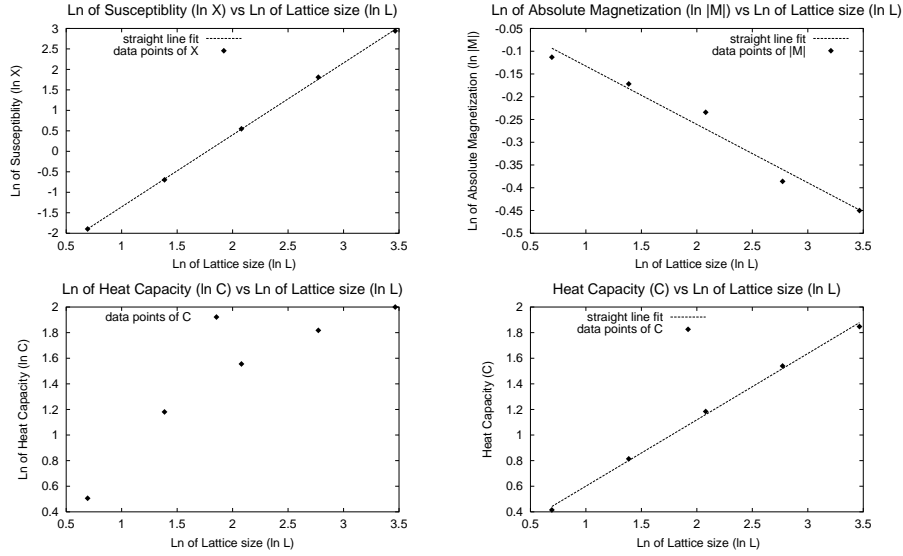 Ln of Susceptiblity (ln X) vs Ln of Lattice size (ln L)
straight line fit
data points of X
Ln of Susceptiblity (ln X)
3
2.5
2
1.5
1
0.5
0
-0.5
-1
-1.5
-2
0.5 1 1.5 2 2.5 3 3.5
Ln of Lattice size (ln L)
Ln of Absolute Magnetization (ln |M|) vs Ln of Lattice size (ln L)
straight line fit
data points of |M|
Ln of Absolute Magnetization (ln |M|)
-0.05
-0.1
-0.15
-0.2
-0.25
-0.3
-0.35
-0.4
-0.45
-0.5
0.5 1 1.5 2 2.5 3 3.5
Ln of Lattice size (ln L)
Ln of Heat Capacity (ln C) vs Ln of Lattice size (ln L)
data points of C
Ln of Heat Capacity (ln C)
2
1.8
1.6
1.4
1.2
1
0.8
0.6
0.4
0.5 1 1.5 2 2.5 3 3.5
Ln of Lattice size (ln L)
Heat Capacity (C) vs Ln of Lattice size (ln L)
straight line fit
data points of C
Heat Capacity (C)
2
1.8
1.6
1.4
1.2
1
0.8
0.6
0.4
0.5 1 1.5 2 2.5 3 3.5
Ln of Lattice size (ln L)